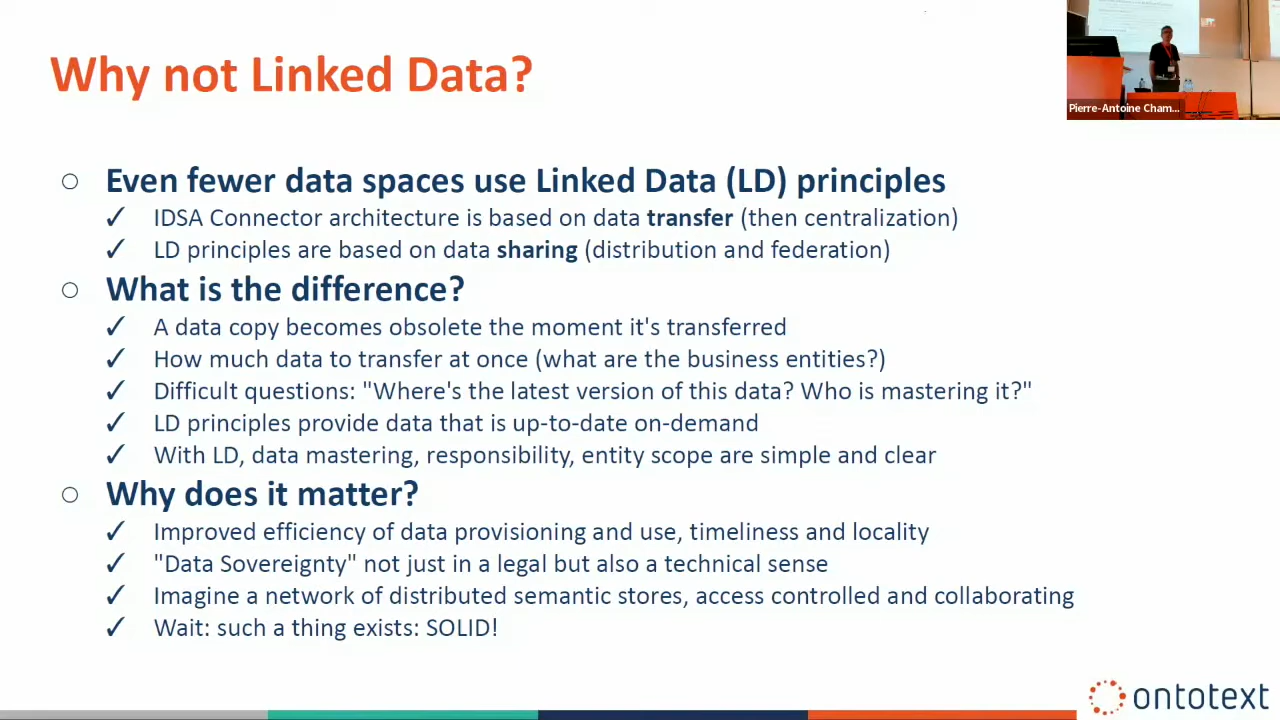 Why not Linked Data?
Pierre-Antoine Cham...
○ Even fewer data spaces use Linked Data (LD) principles
✓ IDSA Connector architecture is based on data transfer (then centralization)
✓ LD principles are based on data sharing (distribution and federation)
○ What is the difference?
✓ A data copy becomes obsolete the moment it's transferred
✓ How much data to transfer at once (what are the business entities?)
✓ Difficult questions: "Where's the latest version of this data? Who is mastering it?"
✓ LD principles provide data that is up-to-date on-demand
✓ With LD, data mastering, responsibility, entity scope are simple and clear
○ Why does it matter?
✓ Improved efficiency of data provisioning and use, timeliness and locality
✓ "Data Sovereignty" not just in a legal but also a technical sense
✓ Imagine a network of distributed semantic stores, access controlled and collaborating
✓ Wait: such a thing exists: SOLID!
ontotext